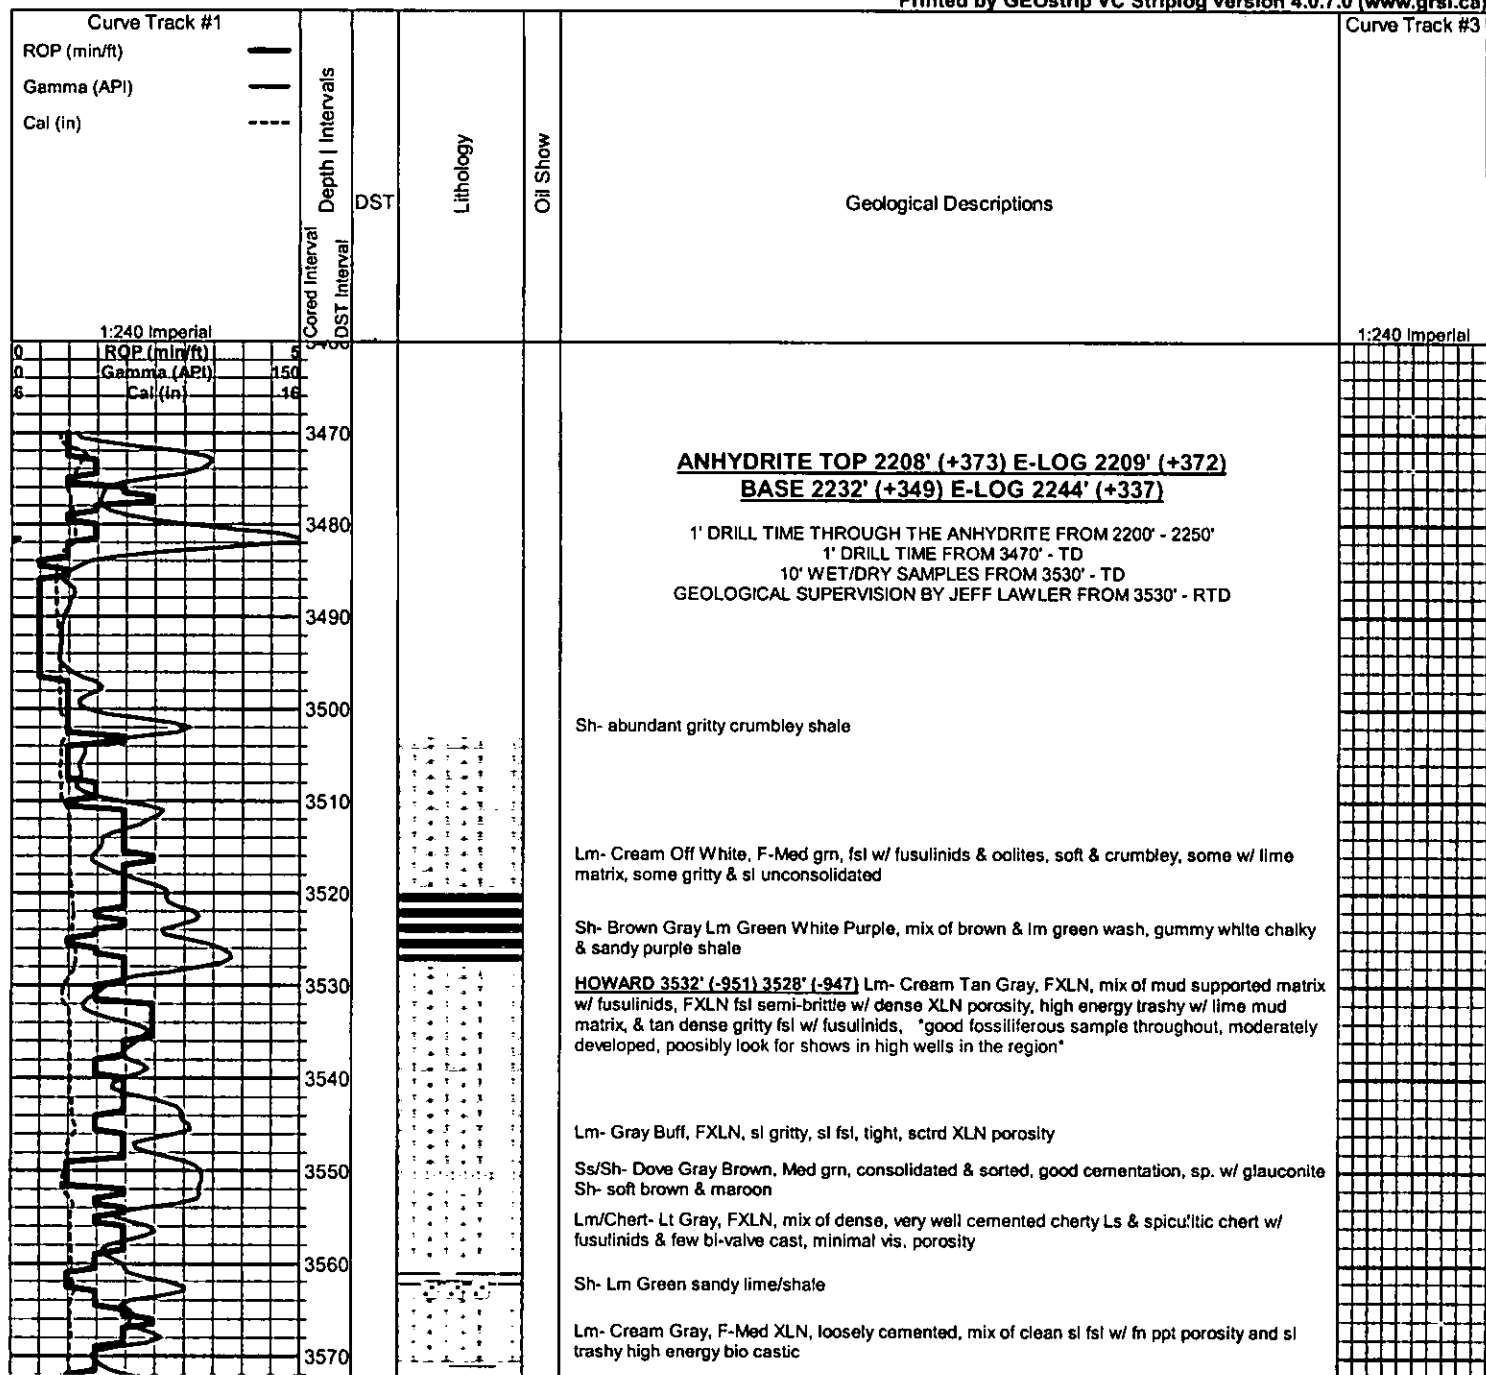 Printed by GEOstrip VC Striplog version 4.0.7.0 (www.grsi.ca)
Curve Track #1
ROP (min/ft)
Gamma (API)
Cal (in)
1:240 Imperial
Depth | Intervals
Cored Interval
DST Interval
DST
Lithology
Oil Show
Geological Descriptions
Curve Track #3
1:240 Imperial
0 ROP (min/ft) 5
0 Gamma (API) 150
6 Cal (in) 16
3470
ANHYDRITE TOP 2208' (+373) E-LOG 2209' (+372)
BASE 2232' (+349) E-LOG 2244' (+337)
3480
1' DRILL TIME THROUGH THE ANHYDRITE FROM 2200' - 2250'
1' DRILL TIME FROM 3470' - TD
10' WET/DRY SAMPLES FROM 3530' - TD
GEOLOGICAL SUPERVISION BY JEFF LAWLER FROM 3530' - RTD
3490
3500
Sh- abundant gritty crumbley shale
3510
Lm- Cream Off White, F-Med grn, fsl w/ fusulinids & oolites, soft & crumbley, some w/ lime
matrix, some gritty & sl unconsolidated
3520
Sh- Brown Gray Lm Green White Purple, mix of brown & lm green wash, gummy white chalky
& sandy purple shale
3530
HOWARD 3532' (-951) 3528' (-947) Lm- Cream Tan Gray, FXLN, mix of mud supported matrix
w/ fusulinids, FXLN fsl semi-brittle w/ dense XLN porosity, high energy trashy w/ lime mud
matrix, & tan dense gritty fsl w/ fusulinids, *good fossiliferous sample throughout, moderately
developed, poosibly look for shows in high wells in the region*
3540
Lm- Gray Buff, FXLN, sl gritty, sl fsl, tight, sctrd XLN porosity
3550
Ss/Sh- Dove Gray Brown, Med grn, consolidated & sorted, good cementation, sp. w/ glauconite
Sh- soft brown & maroon
Lm/Chert- Lt Gray, FXLN, mix of dense, very well cemented cherty Ls & spiculitic chert w/
fusulinids & few bi-valve cast, minimal vis. porosity
3560
Sh- Lm Green sandy lime/shale
Lm- Cream Gray, F-Med XLN, loosely cemented, mix of clean sl fsl w/ fn ppt porosity and sl
trashy high energy bio castic
3570